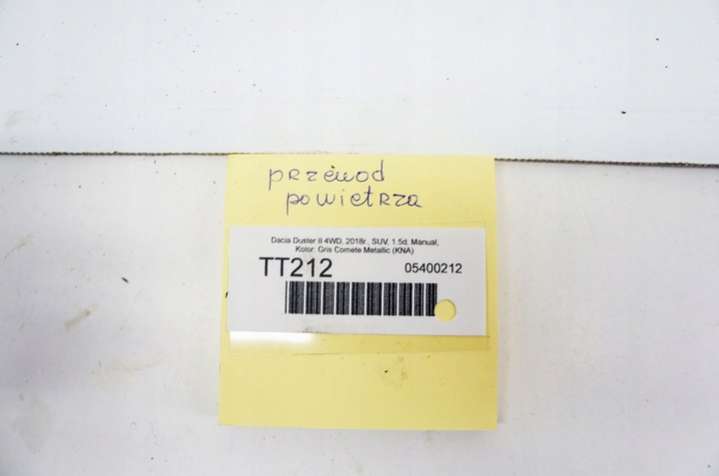 przewod
powietrza
Dacia Duster II 4WD, 2018r., SUV, 1.5d, Manual,
Kolor: Gris Comete Metallic (KNA)
TT212 05400212